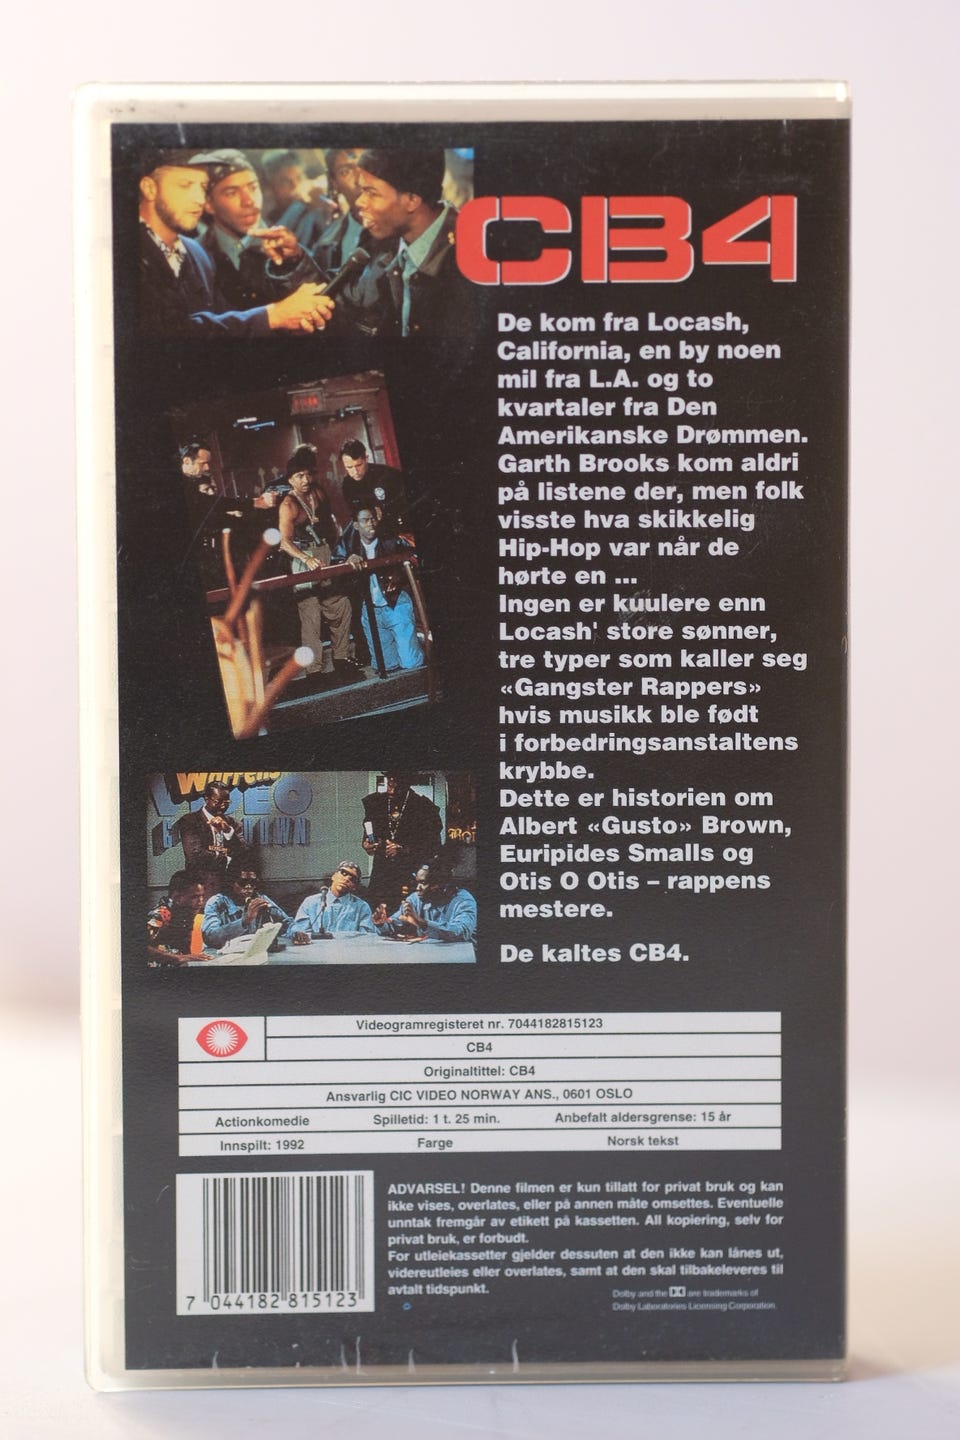 CB4
De kom fra Locash,
California, en by noen
mil fra L.A. og to
kvartaler fra Den
Amerikanske Drømmen.
Garth Brooks kom aldri
på listene der, men folk
visste hva skikkelig
Hip-Hop var når de
hørte en ...
Ingen er kuulere enn
Locash' store sønner,
tre typer som kaller seg
«Gangster Rappers»
hvis musikk ble født
i forbedringsanstaltens
krybbe.
Dette er historien om
Albert «Gusto» Brown,
Euripides Smalls og
Otis O Otis – rappens
mestere.
De kaltes CB4.
Warrens
VIDEO
Videogramregisteret nr. 7044182815123
CB4
Originaltittel: CB4
Ansvarlig CIC VIDEO NORWAY ANS., 0601 OSLO
Actionkomedie Spilletid: 1 t. 25 min. Anbefalt aldersgrense: 15 år
Innspilt: 1992 Farge Norsk tekst
7 044182 815123
ADVARSEL! Denne filmen er kun tillatt for privat bruk og kan
ikke vises, overlates, eller på annen måte omsettes. Eventuelle
unntak fremgår av etikett på kassetten. All kopiering, selv for
privat bruk, er forbudt.
For utleiekassetter gjelder dessuten at den ikke kan lånes ut,
videreutleies eller overlates, samt at den skal tilbakeleveres til
avtalt tidspunkt.
Dolby and the DD are trademarks of
Dolby Laboratories Licensing Corporation.